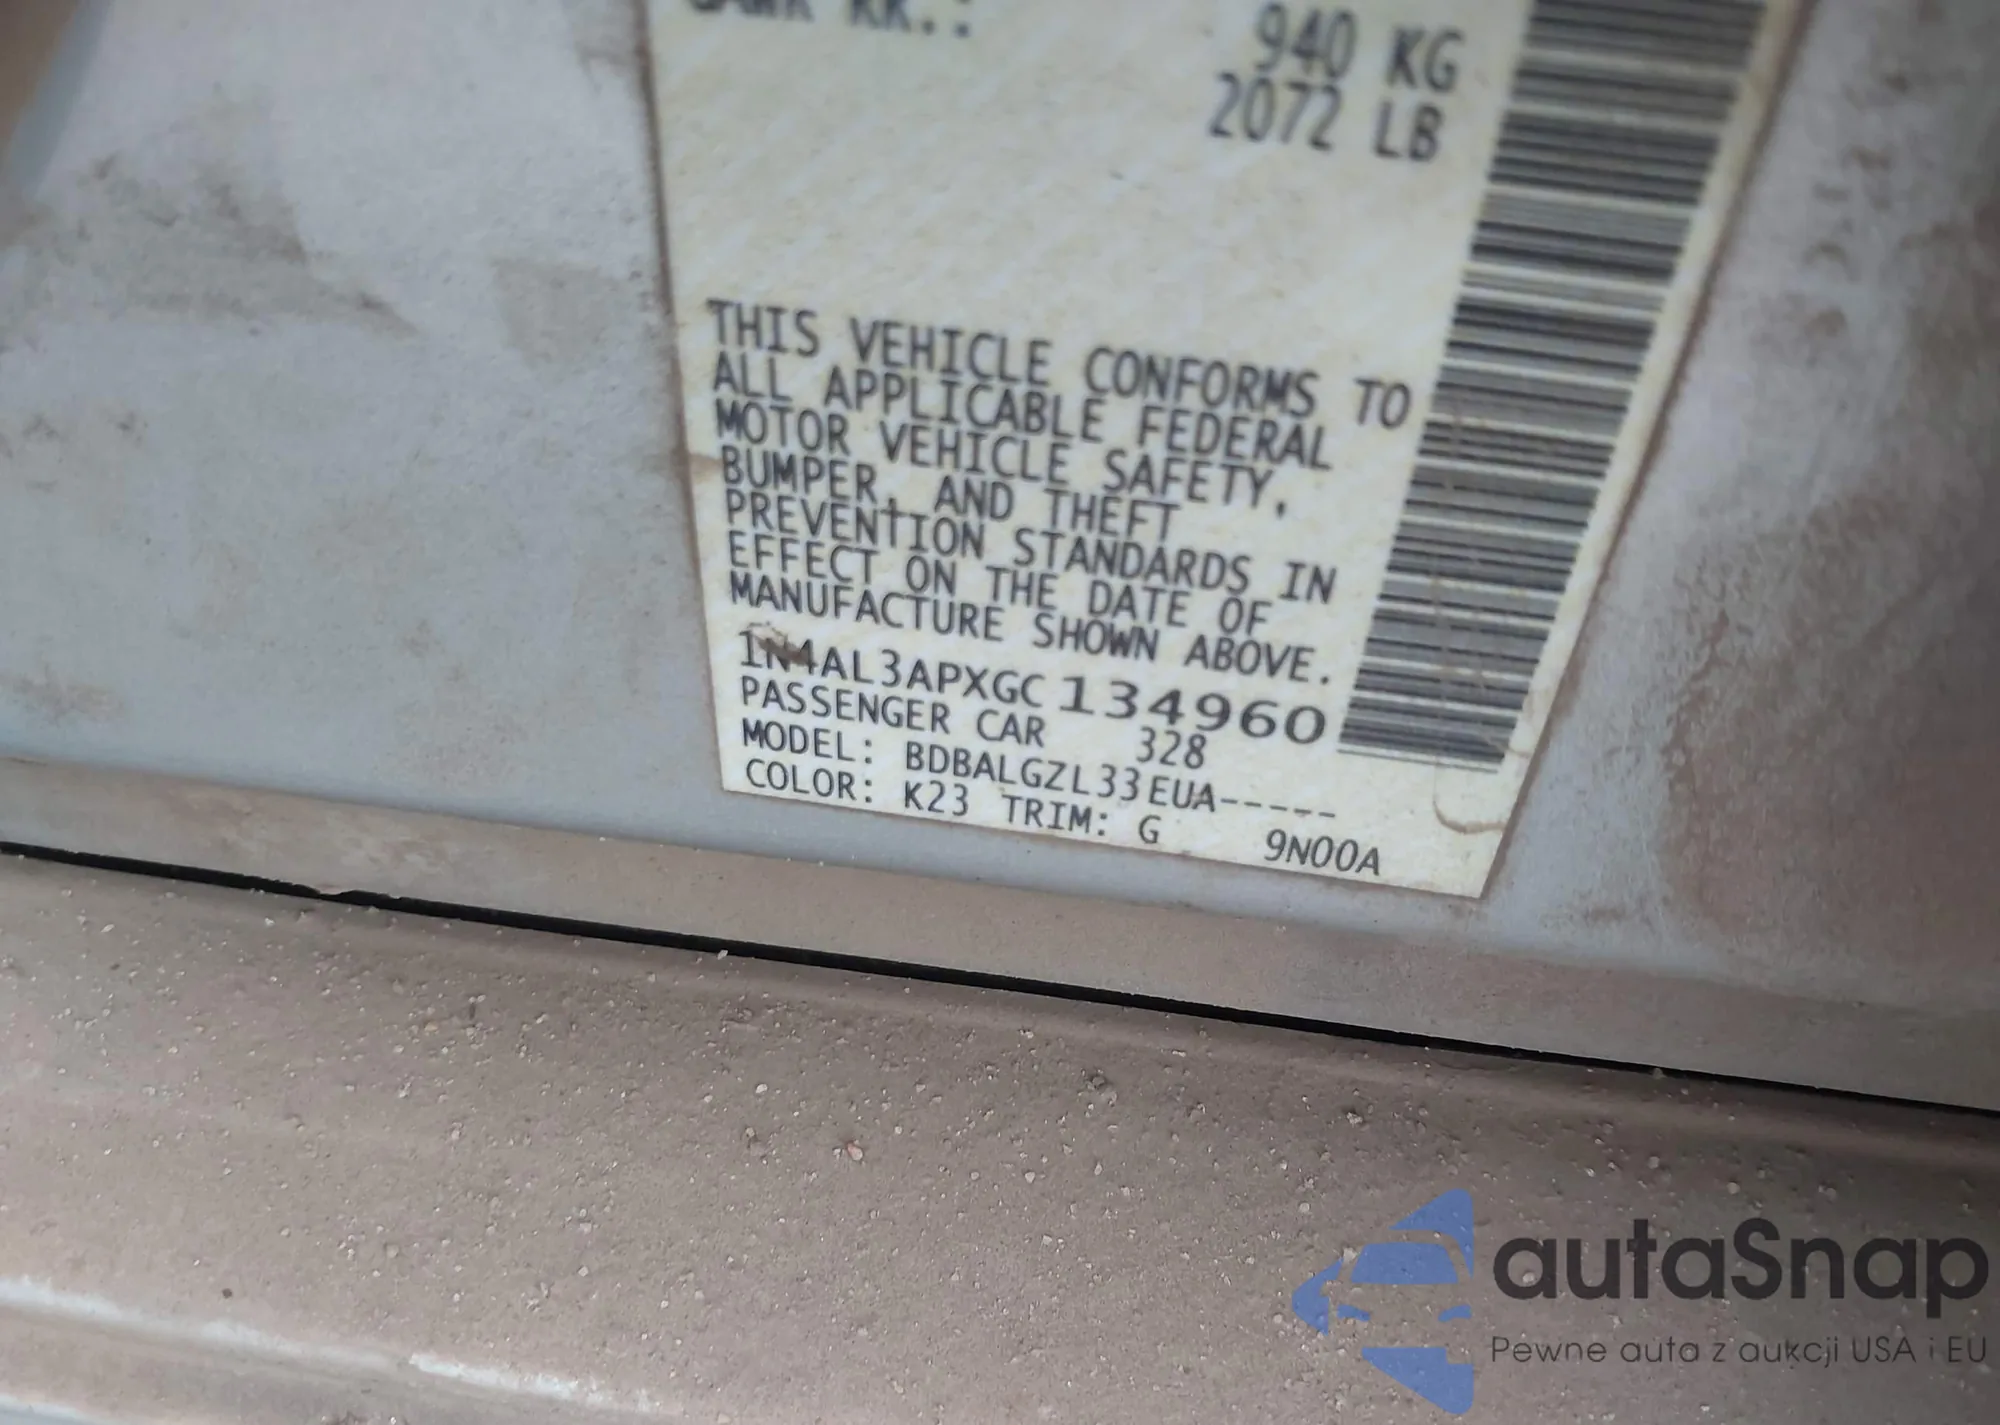 GAWR RR.: 940 KG
2072 LB
THIS VEHICLE CONFORMS TO
ALL APPLICABLE FEDERAL
MOTOR VEHICLE SAFETY,
BUMPER, AND THEFT
PREVENTION STANDARDS IN
EFFECT ON THE DATE OF
MANUFACTURE SHOWN ABOVE.
1N4AL3APXGC134960
PASSENGER CAR 328
MODEL: BDBALGZL33EUA-----
COLOR: K23 TRIM: G 9N00A
autaSnap
Pewne auta z aukcji USA i EU